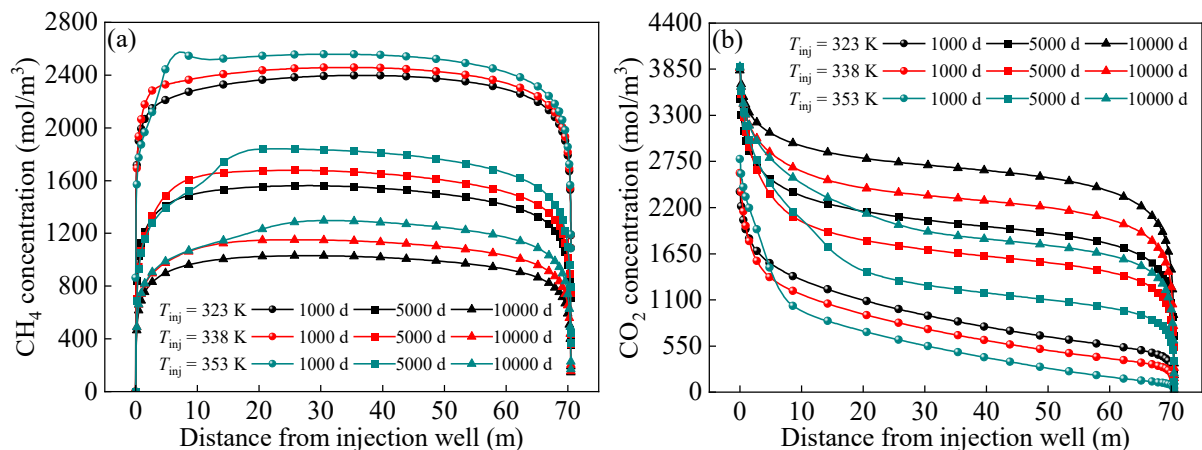 (a)
CH4 concentration (mol/m3)
2800
2400
2000
1600
1200
800
400
0
Tinj = 323 K 1000 d 5000 d 10000 d
Tinj = 338 K 1000 d 5000 d 10000 d
Tinj = 353 K 1000 d 5000 d 10000 d
0 10 20 30 40 50 60 70
Distance from injection well (m)
(b)
CO2 concentration (mol/m3)
4400
3850
3300
2750
2200
1650
1100
550
0
Tinj = 323 K 1000 d 5000 d 10000 d
Tinj = 338 K 1000 d 5000 d 10000 d
Tinj = 353 K 1000 d 5000 d 10000 d
0 10 20 30 40 50 60 70
Distance from injection well (m)